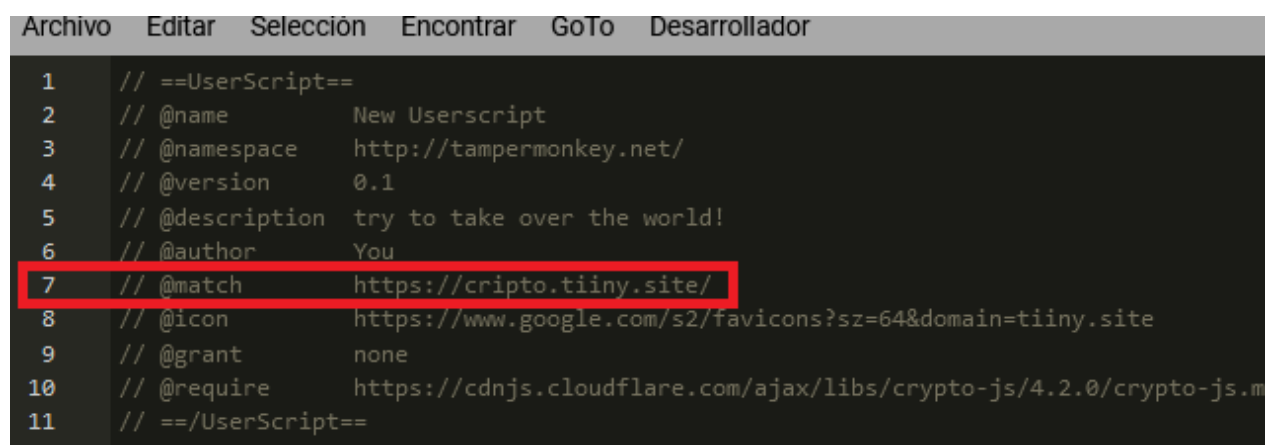 Archivo Editar Selección Encontrar GoTo Desarrollador
1 // ==UserScript==
2 // @name New Userscript
3 // @namespace http://tampermonkey.net/
4 // @version 0.1
5 // @description try to take over the world!
6 // @author You
7 // @match https://cripto.tiiny.site/
8 // @icon https://www.google.com/s2/favicons?sz=64&domain=tiiny.site
9 // @grant none
10 // @require https://cdnjs.cloudflare.com/ajax/libs/crypto-js/4.2.0/crypto-js.m
11 // ==/UserScript==